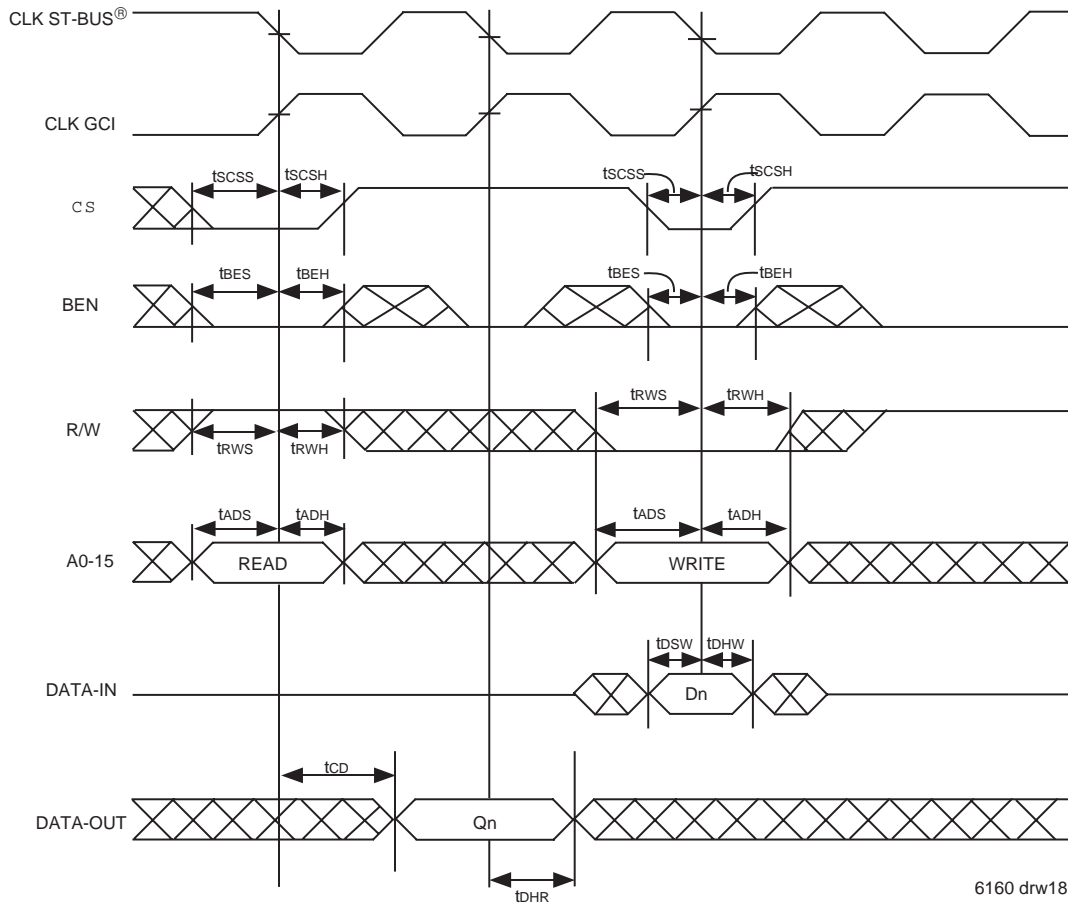 CLK ST-BUS®
CLK GCI
tSCSS tSCSH tSCSS tSCSH
CS
tBES tBEH tBES tBEH
BEN
tRWS tRWH
R/W
tRWS tRWH
tADS tADH tADS tADH
A0-15 READ WRITE
tDSW tDHW
DATA-IN Dn
tCD
DATA-OUT Qn
tDHR
6160 drw18